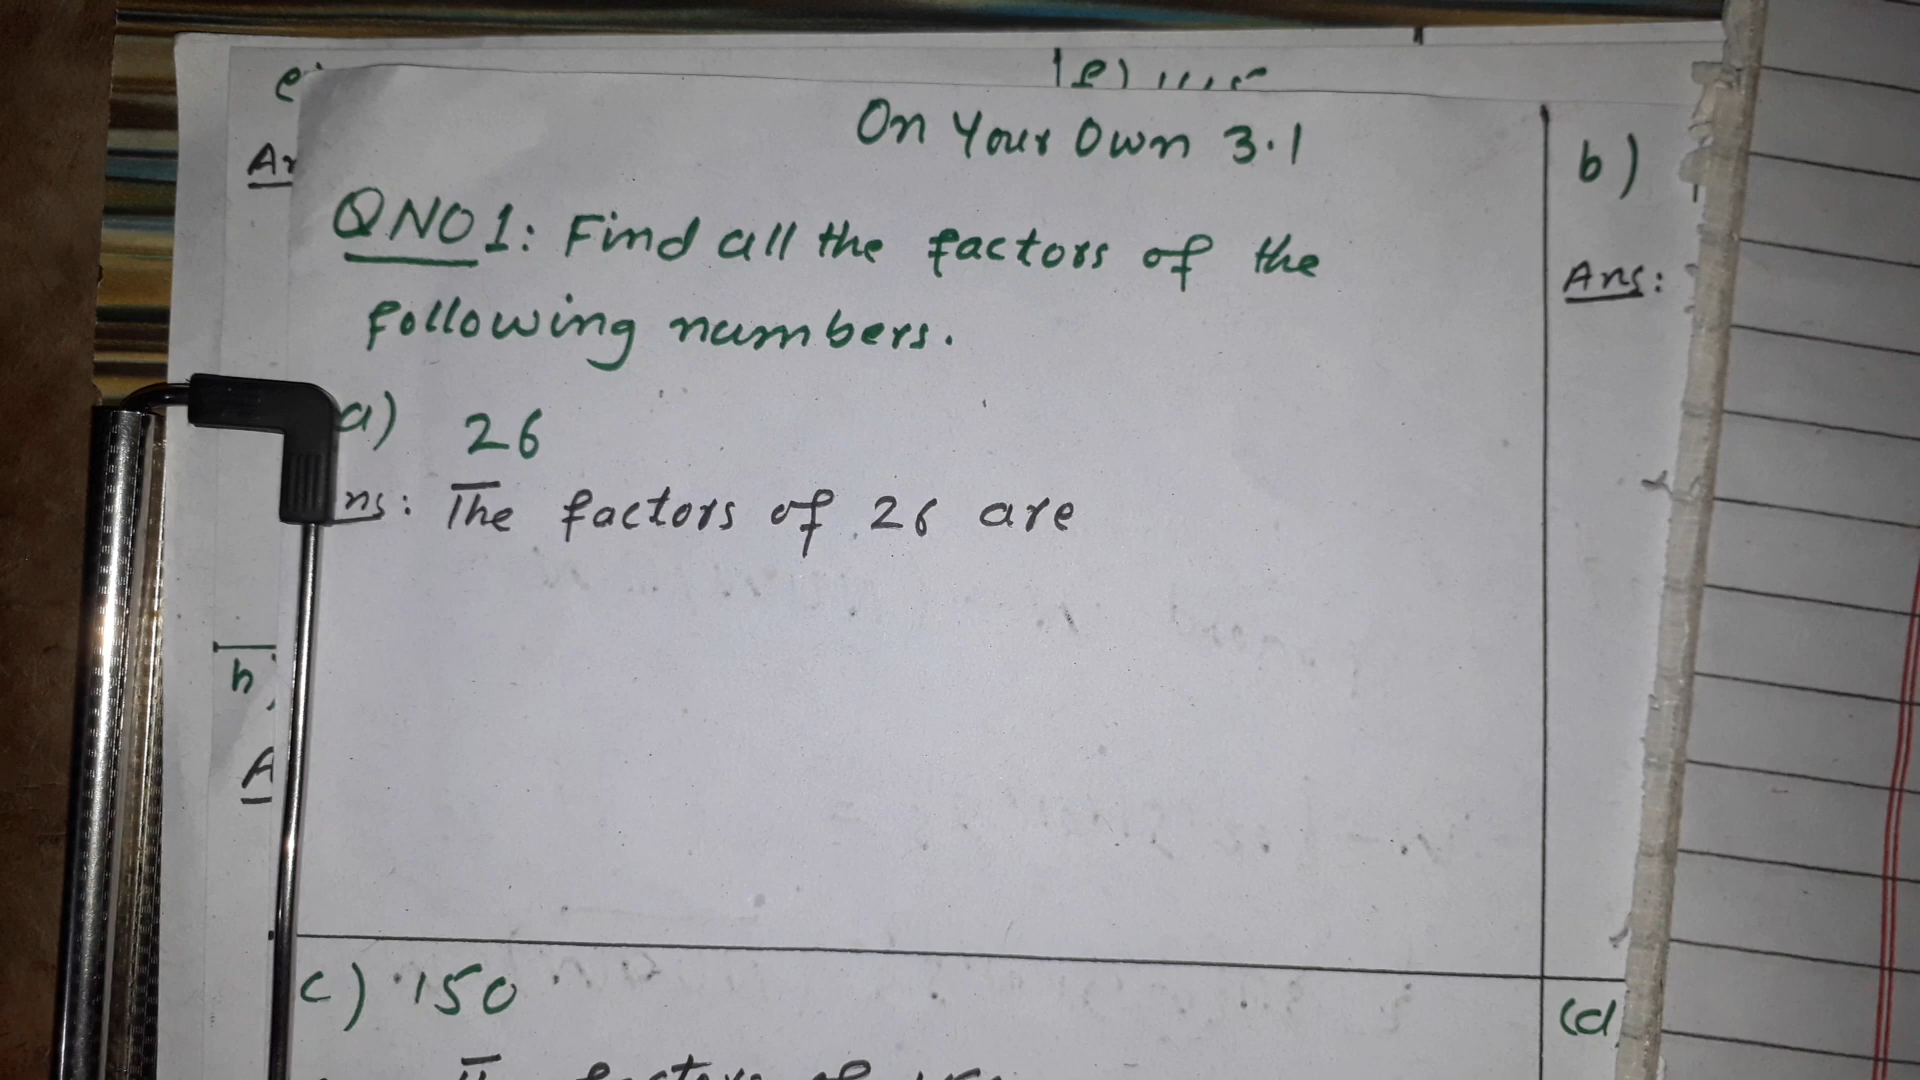 On Your Own 3.1
QNO1: Find all the factors of the
following numbers.
a) 26
ns: The factors of 26 are
b)
Ans:
h
A
c) 150
(d